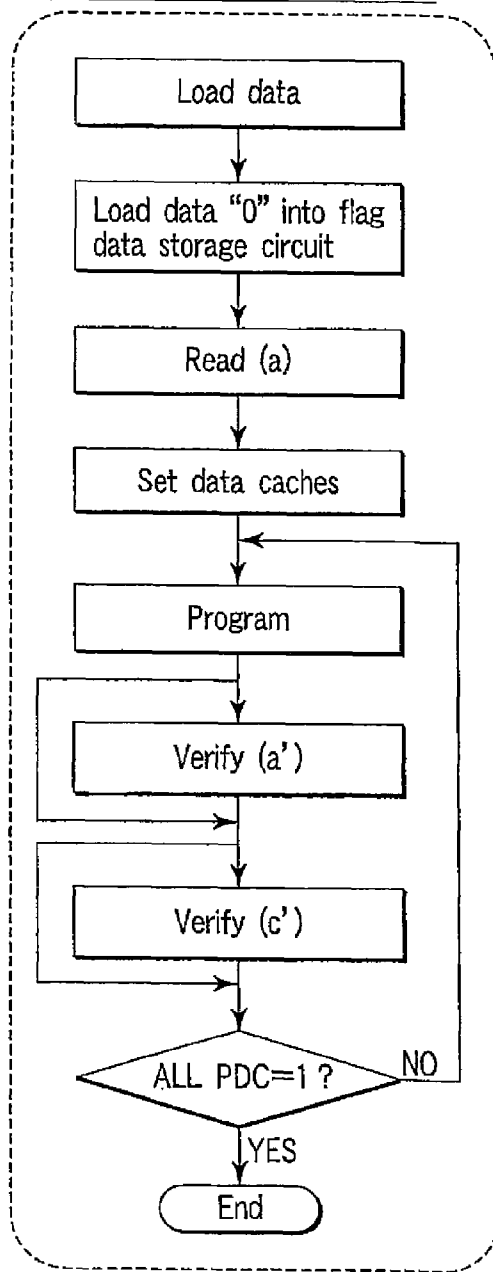 Load data
Load data “0” into flag
data storage circuit
Read (a)
Set data caches
Program
Verify (a’)
Verify (c’)
ALL PDC=1 ?
NO
YES
End